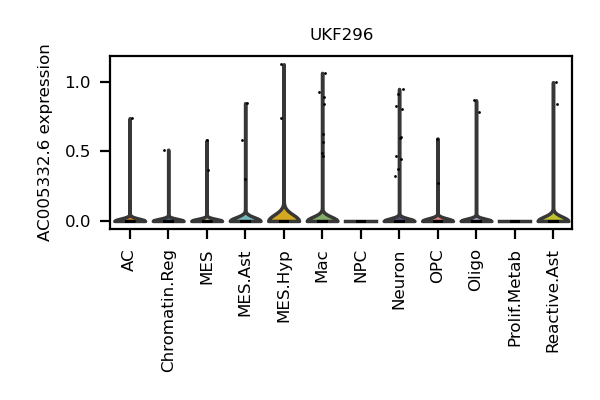 UKF296
AC005332.6 expression
1.0
0.5
0.0
AC
Chromatin.Reg
MES
MES.Ast
MES.Hyp
Mac
NPC
Neuron
OPC
Oligo
Prolif.Metab
Reactive.Ast